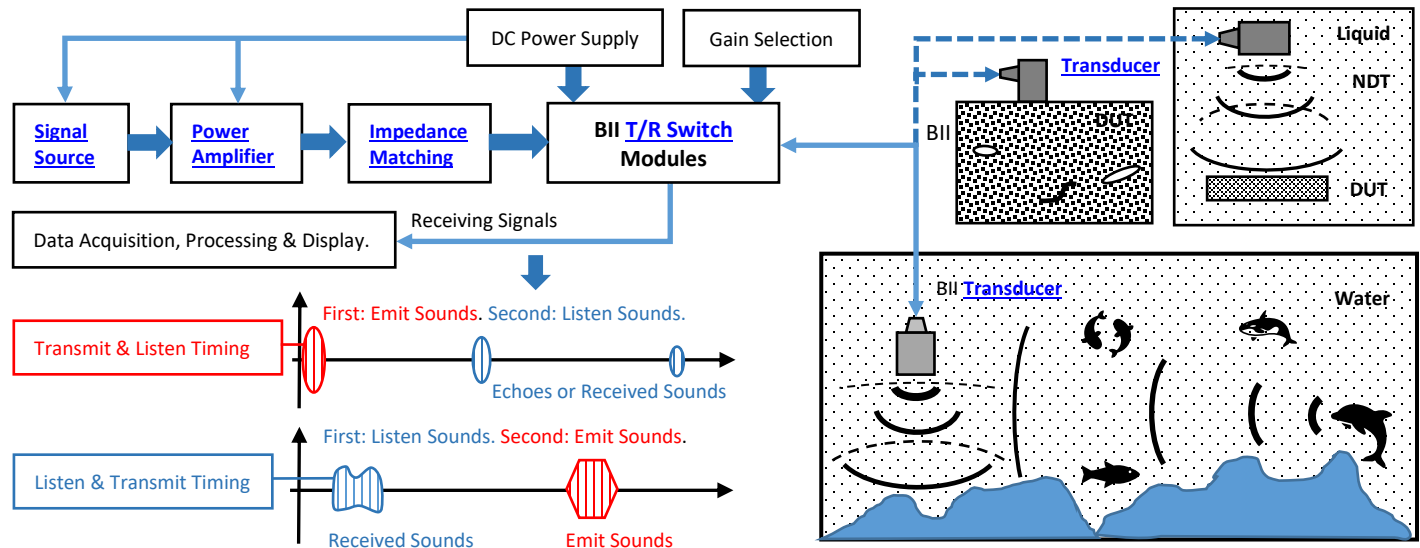 DC Power Supply
Gain Selection
Signal
Source
Power
Amplifier
Impedance
Matching
BII T/R Switch
Modules
Receiving Signals
Data Acquisition, Processing & Display.
Transducer
BII
DUT
Liquid
NDT
DUT
First: Emit Sounds. Second: Listen Sounds.
Transmit & Listen Timing
Echoes or Received Sounds
First: Listen Sounds. Second: Emit Sounds.
Listen & Transmit Timing
Received Sounds
Emit Sounds
BII Transducer
Water